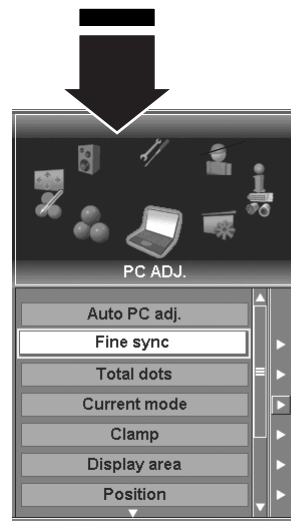 PC ADJ.
Auto PC adj.
Fine sync
Total dots
Current mode
Clamp
Display area
Position